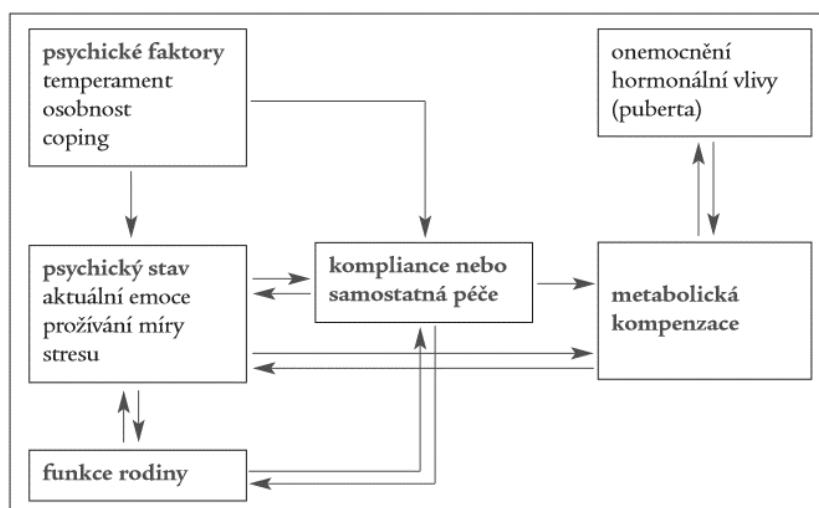 psychické faktory
temperament
osobnost
coping
onemocnění
hormonální vlivy
(puberta)
psychický stav
aktuální emoce
prožívání míry
stresu
kompliance nebo
samostatná péče
metabolická
kompenzace
funkce rodiny